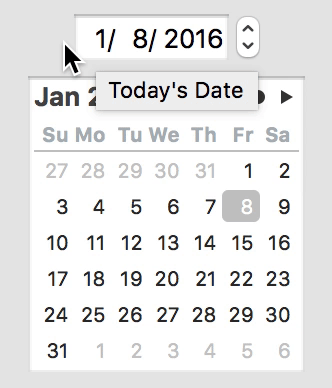 1/ 8/ 2016
Today's Date
Jan 2
Su Mo Tu We Th Fr Sa
27 28 29 30 31 1 2
3 4 5 6 7 8 9
10 11 12 13 14 15 16
17 18 19 20 21 22 23
24 25 26 27 28 29 30
31 1 2 3 4 5 6